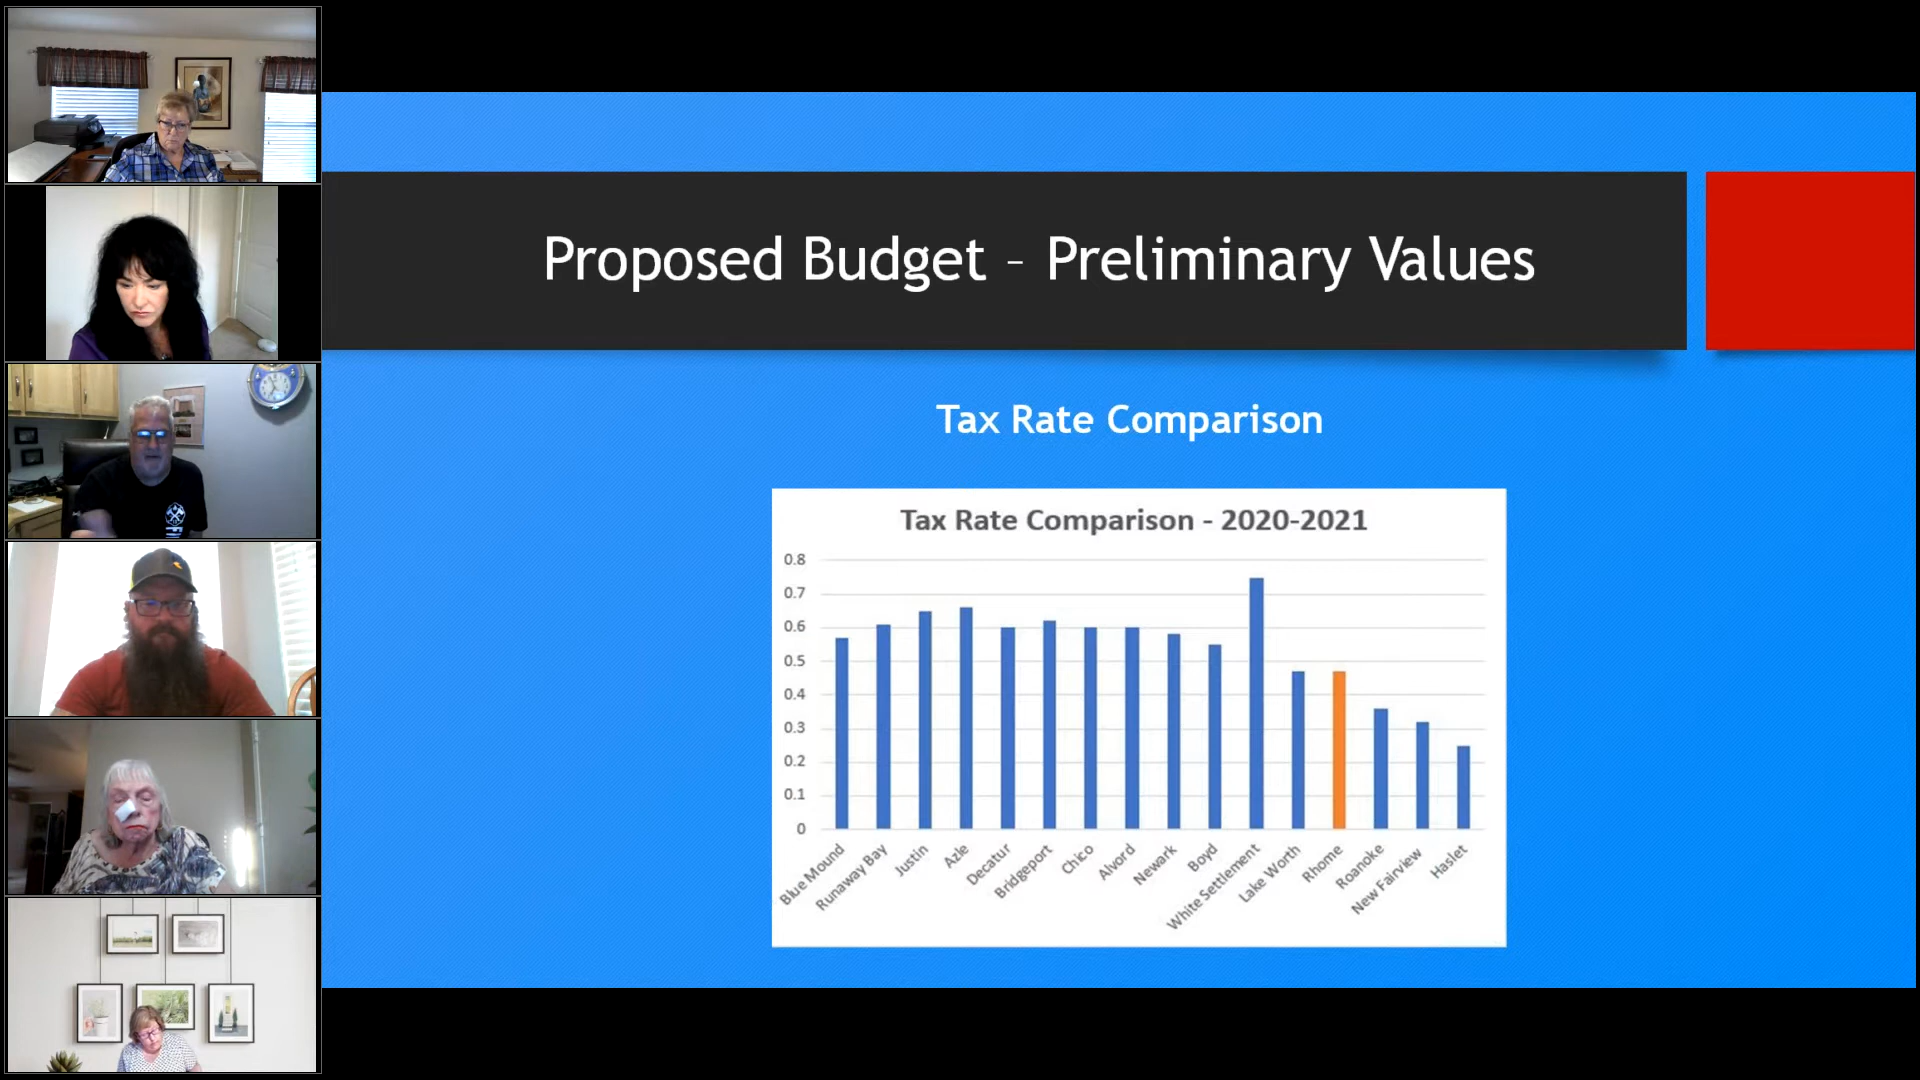 Proposed Budget – Preliminary Values
Tax Rate Comparison
Tax Rate Comparison - 2020-2021
0.8
0.7
0.6
0.5
0.4
0.3
0.2
0.1
0
Blue Mound
Runaway Bay
Justin
Azle
Decatur
Bridgeport
Chico
Alvord
Newark
Boyd
White Settlement
Lake Worth
Rhome
Roanoke
New Fairview
Haslet